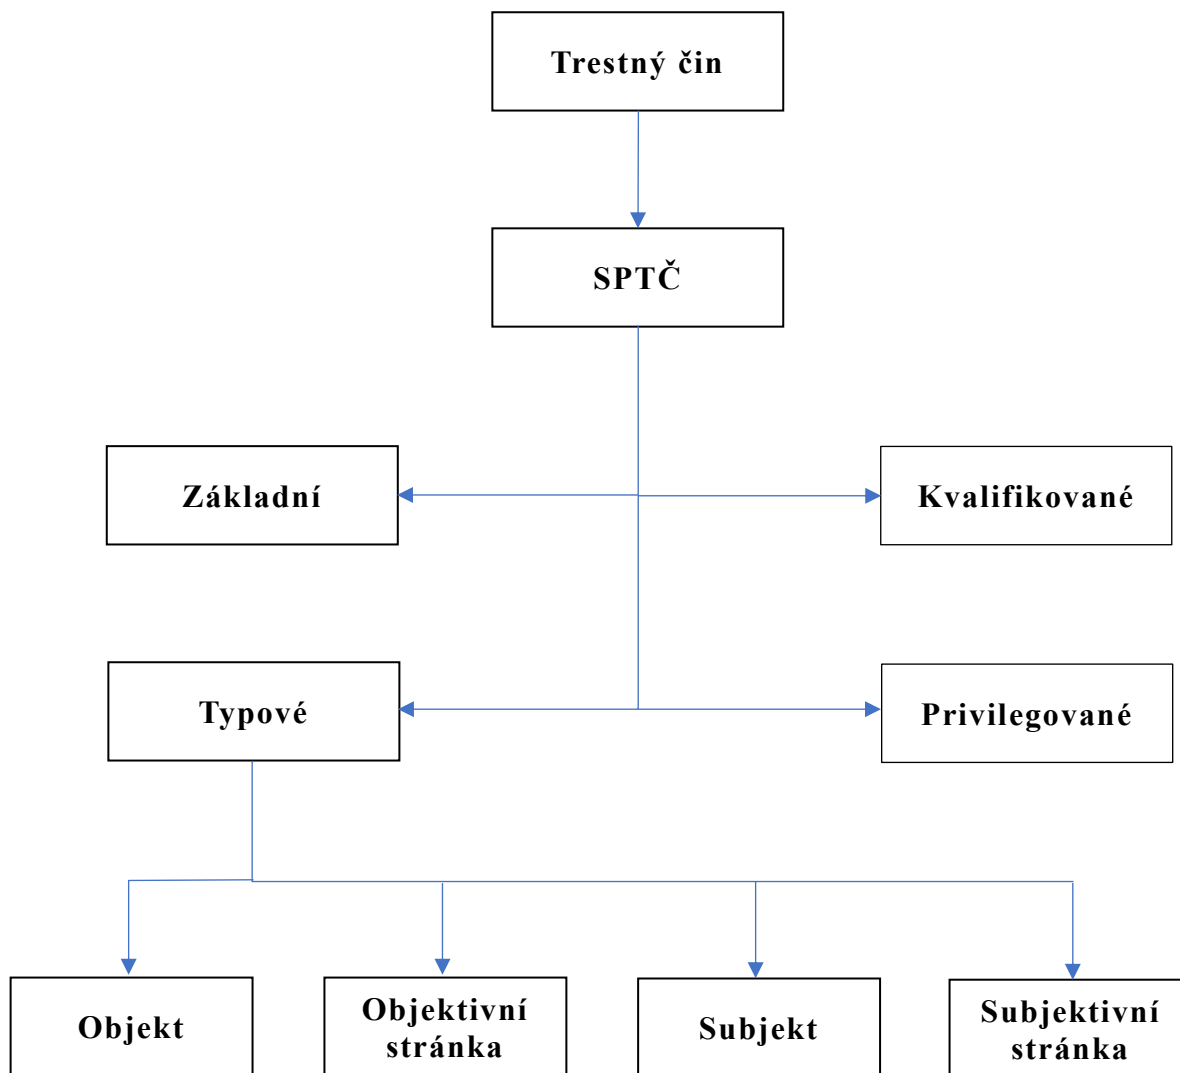 Trestný čin
SPTČ
Základní
Kvalifikované
Typové
Privilegované
Objekt
Objektivní
stránka
Subjekt
Subjektivní
stránka